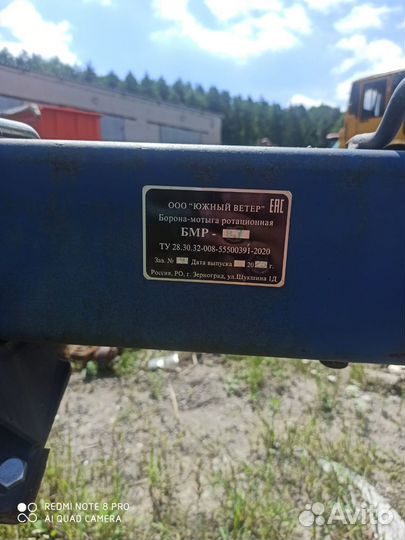 ООО "ЮЖНЫЙ ВЕТЕР" EAC
Борона-мотыга ротационная
БМР -
ТУ 28.30.32-008-55500391-2020
Зав. № Дата выпуска 20 г.
Россия, РО, г. Зерноград, ул.Шукшина 1Д
REDMI NOTE 8 PRO
AI QUAD CAMERA
Avito